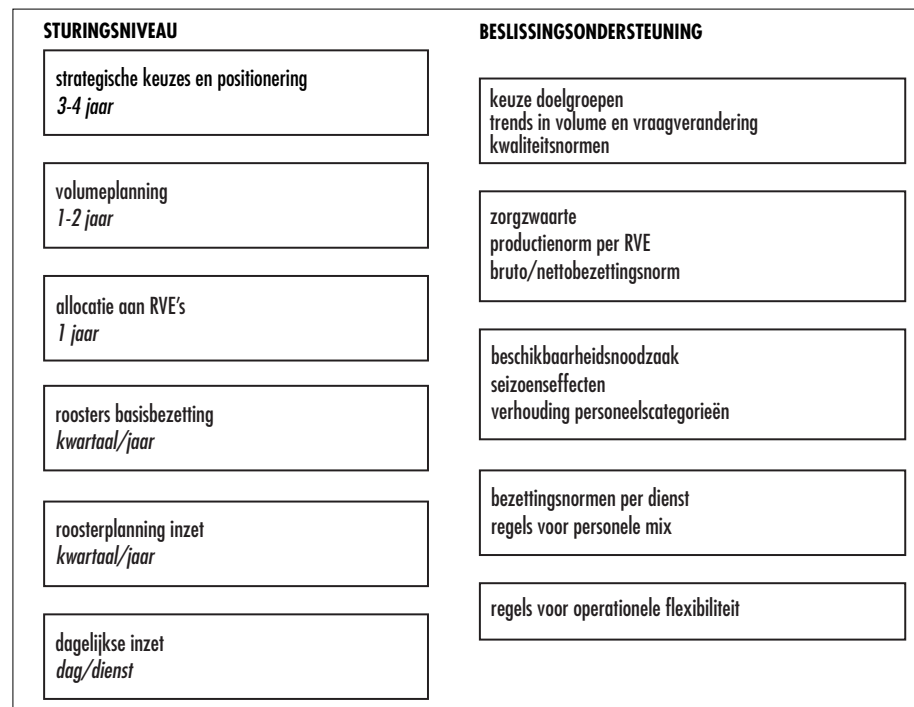 STURINGSNIVEAU
strategische keuzes en positionering
3-4 jaar
volumeplanning
1-2 jaar
allocatie aan RVE's
1 jaar
roosters basisbezetting
kwartaal/jaar
roosterplanning inzet
kwartaal/jaar
dagelijkse inzet
dag/dienst
BESLISSINGSONDERSTEUNING
keuze doelgroepen
trends in volume en vraagverandering
kwaliteitsnormen
zorgzwaarte
productienorm per RVE
bruto/nettobezettingsnorm
beschikbaarheidsnoodzaak
seizoenseffecten
verhouding personeelscategorieën
bezettingsnormen per dienst
regels voor personele mix
regels voor operationele flexibiliteit